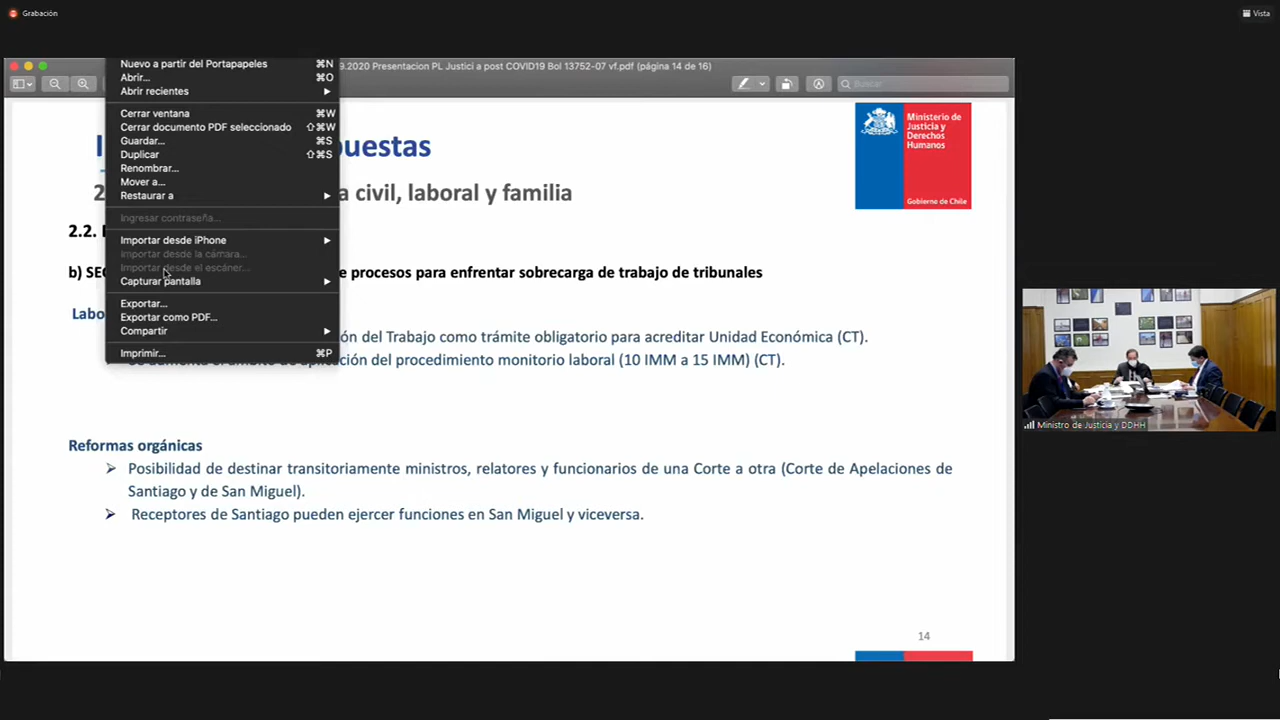 Grabación
Vista
9.2020 Presentacion PL Justici a post COVID19 Bol 13752-07 vf.pdf (página 14 de 16)
Buscar
Nuevo a partir del Portapapeles ⌘N
Abrir... ⌘O
Abrir recientes
Cerrar ventana ⌘W
Cerrar documento PDF seleccionado ⇧⌘W
Guardar... ⌘S
Duplicar ⇧⌘S
Renombrar...
Mover a...
Restaurar a
Ingresar contraseña...
Importar desde iPhone
Importar desde la cámara...
Importar desde el escáner...
Capturar pantalla
Exportar...
Exportar como PDF...
Compartir
Imprimir... ⌘P
puestas
Ministerio de
Justicia y
Derechos
Humanos
Gobierno de Chile
2 a civil, laboral y familia
2.2.
b) SE e procesos para enfrentar sobrecarga de trabajo de tribunales
Labo
ión del Trabajo como trámite obligatorio para acreditar Unidad Económica (CT).
Se aumenta el ámbito de aplicación del procedimiento monitorio laboral (10 IMM a 15 IMM) (CT).
Reformas orgánicas
Posibilidad de destinar transitoriamente ministros, relatores y funcionarios de una Corte a otra (Corte de Apelaciones de
Santiago y de San Miguel).
Receptores de Santiago pueden ejercer funciones en San Miguel y viceversa.
14
Ministro de Justicia y DDHH